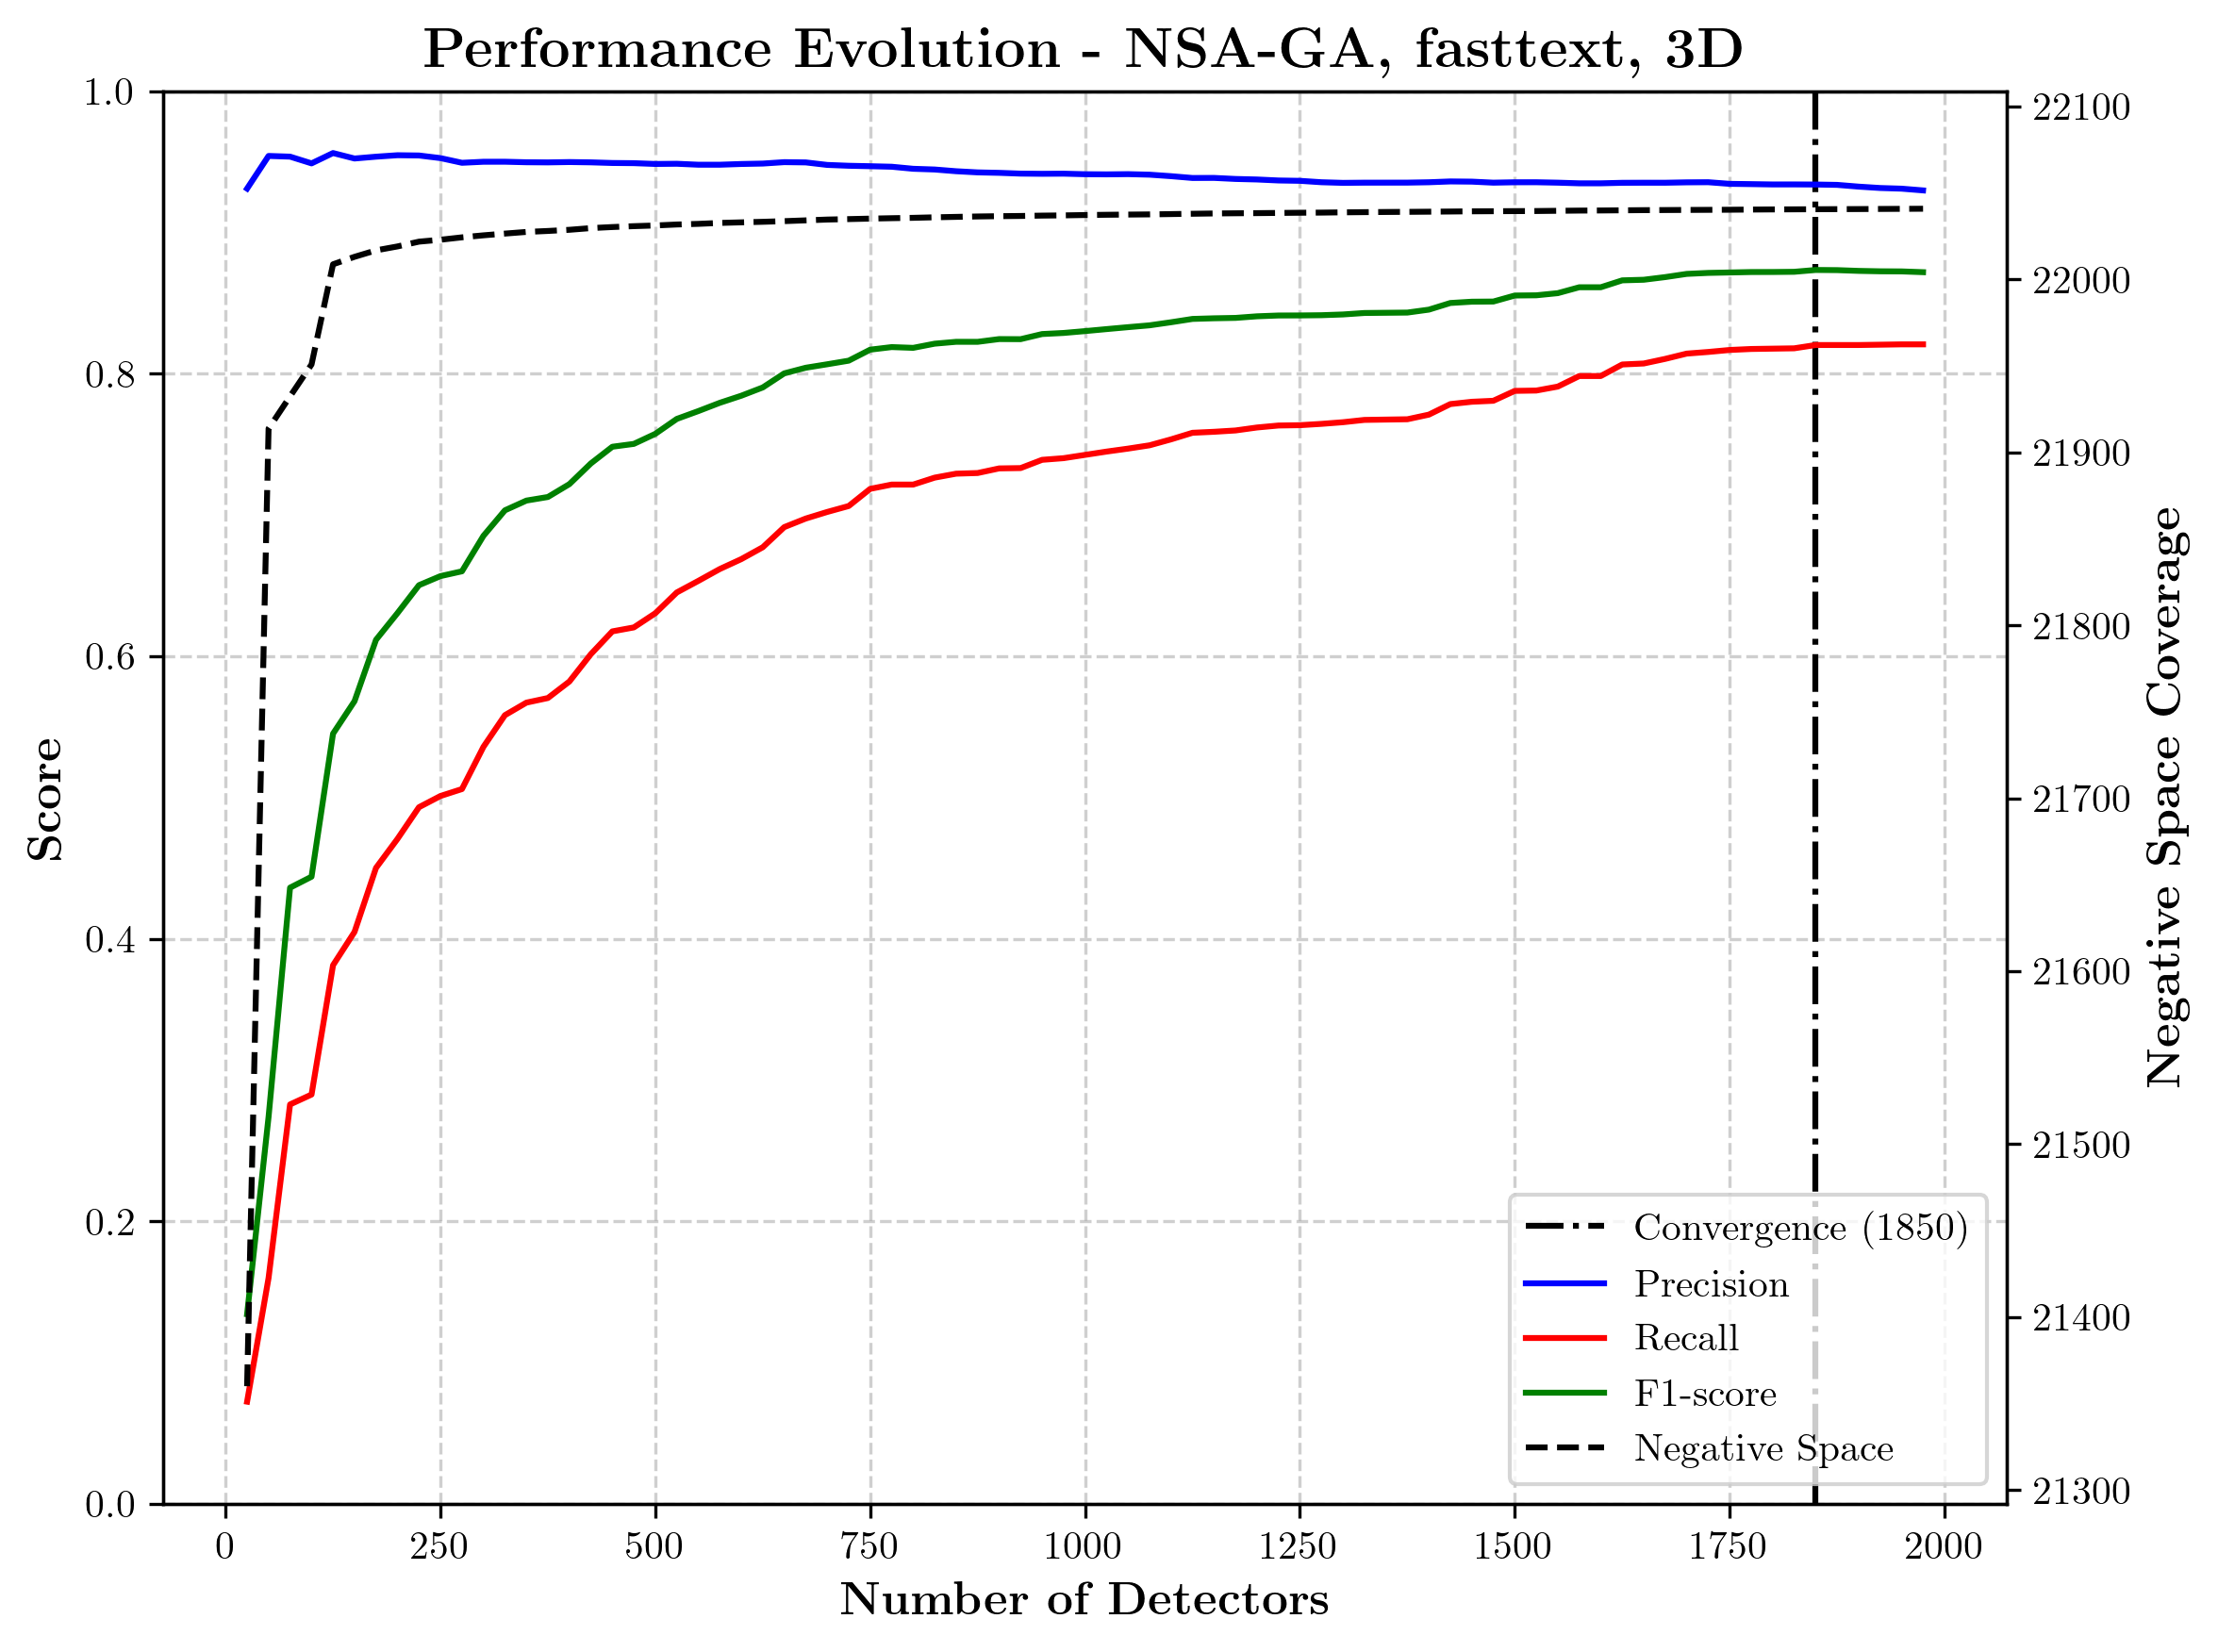 Performance Evolution - NSA-GA, fasttext, 3D
1.0
0.8
0.6
0.4
0.2
0.0
Score
22100
22000
21900
21800
21700
21600
21500
21400
21300
Negative Space Coverage
Convergence (1850)
Precision
Recall
F1-score
Negative Space
0 250 500 750 1000 1250 1500 1750 2000
Number of Detectors